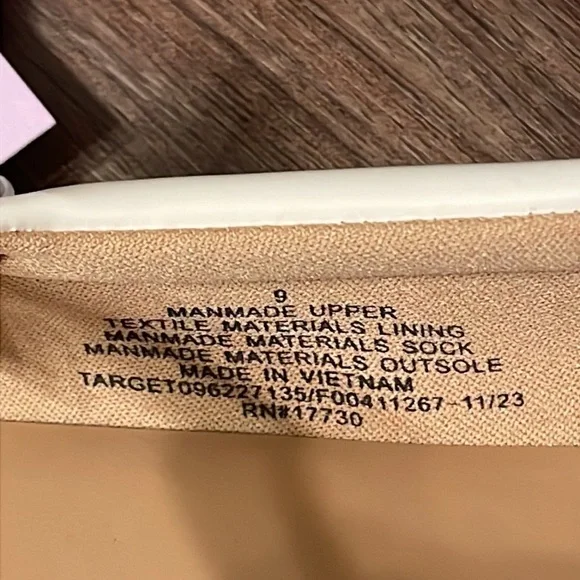 9
MANMADE UPPER
TEXTILE MATERIALS LINING
MANMADE MATERIALS SOCK
MANMADE MATERIALS OUTSOLE
MADE IN VIETNAM
TARGET096227135/F00411267-11/23
RN#17730